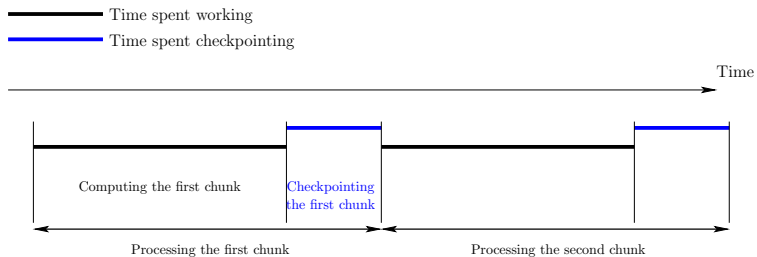 Time spent working
Time spent checkpointing
Time
Computing the first chunk
Checkpointing
the first chunk
Processing the first chunk
Processing the second chunk